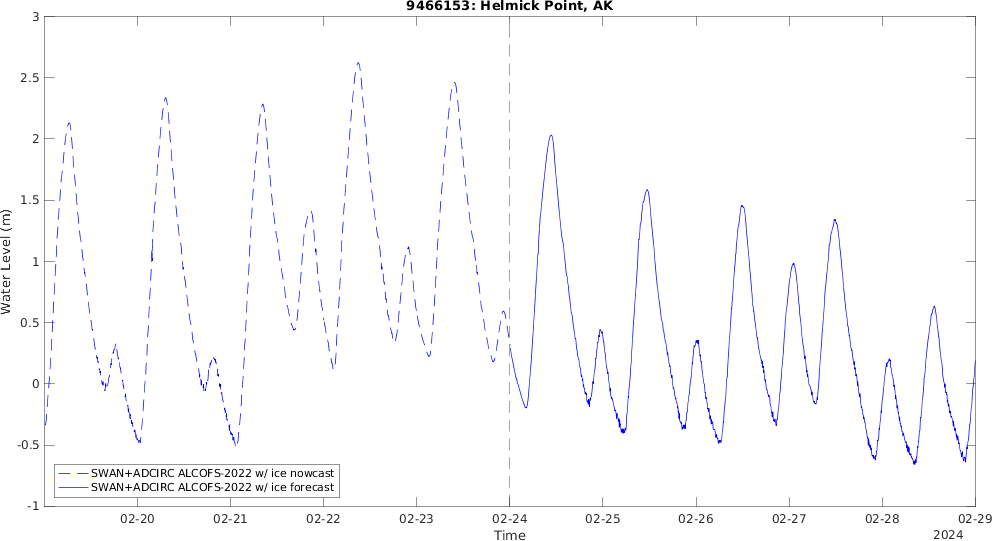 9466153: Helmick Point, AK
3
2.5
2
1.5
1
0.5
0
-0.5
-1
Water Level (m)
SWAN+ADCIRC ALCOFS-2022 w/ ice nowcast
SWAN+ADCIRC ALCOFS-2022 w/ ice forecast
02-20 02-21 02-22 02-23 02-24 02-25 02-26 02-27 02-28 02-29
Time
2024